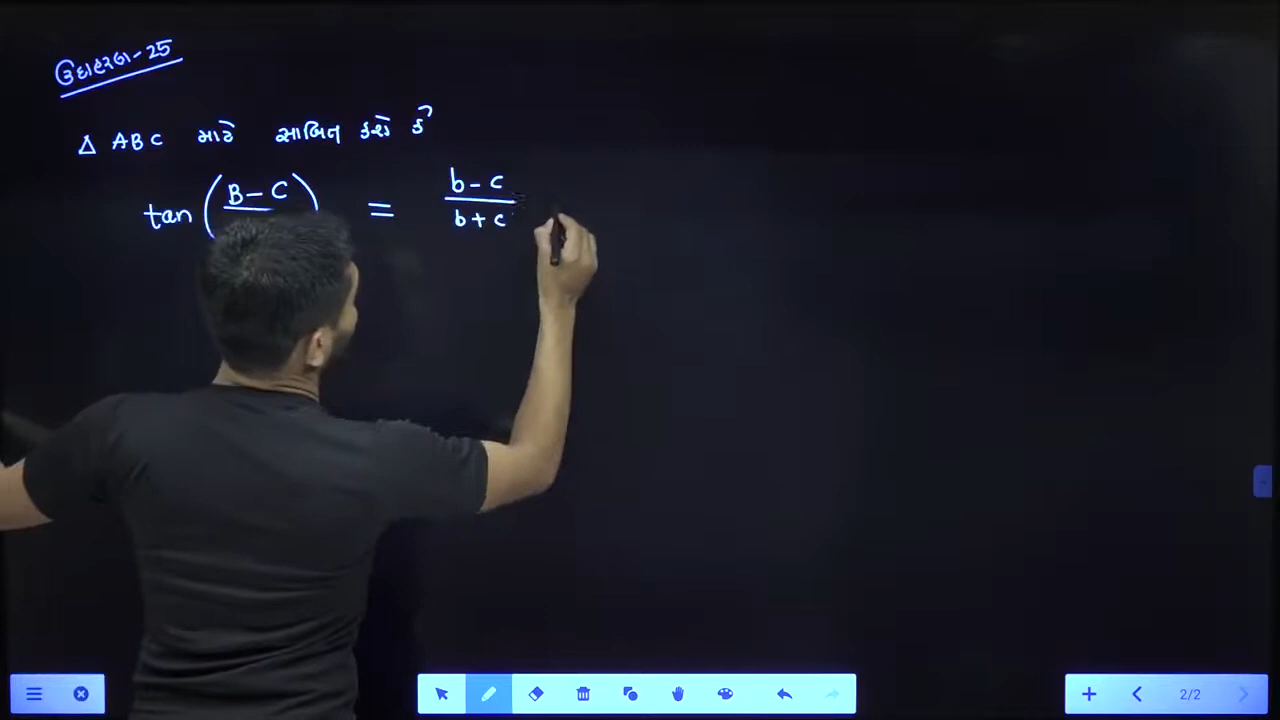 ઉદાહરણ-25
Δ ABC માટે સાબિત કરો કે
tan (B-C = b-c
b+c
2/2